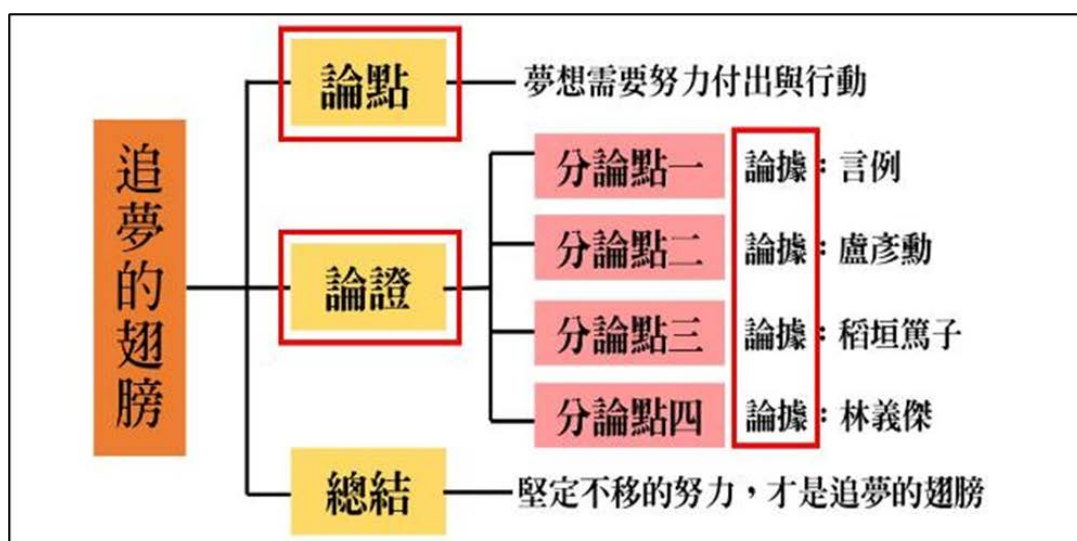 追夢的翅膀
論點
夢想需要努力付出與行動
論證
分論點一 論據：言例
分論點二 論據：盧彥勳
分論點三 論據：稻垣篤子
分論點四 論據：林義傑
總結
堅定不移的努力，才是追夢的翅膀